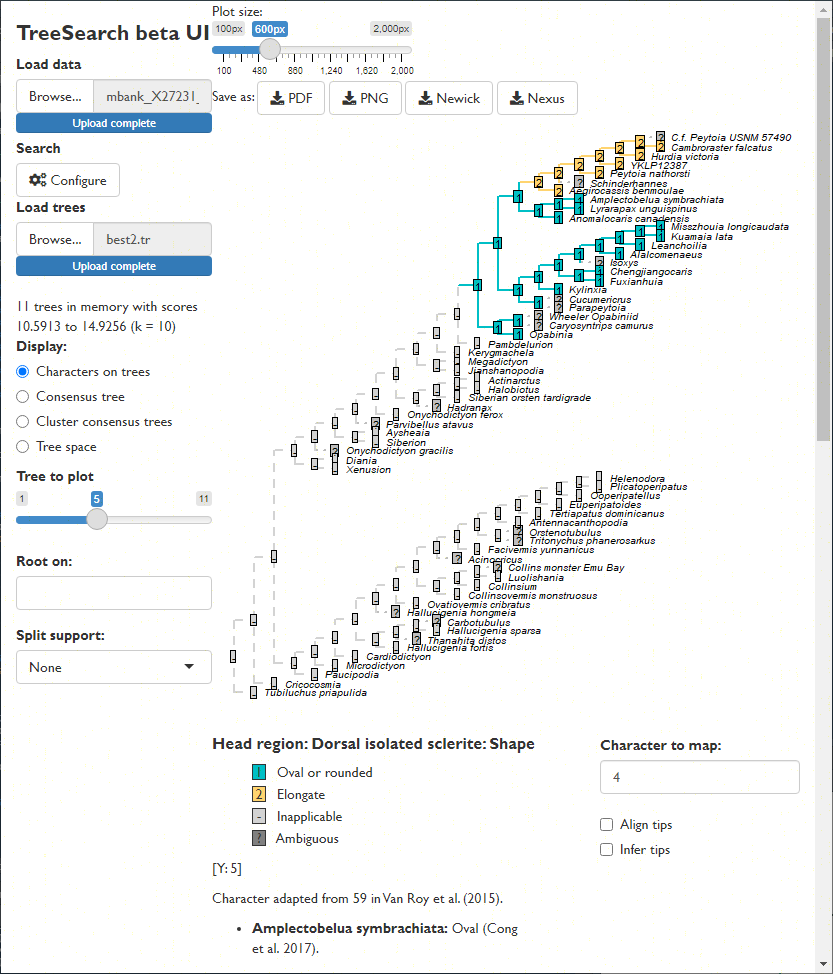 TreeSearch beta UI
Load data
Browse... mbank_X27231_
Upload complete
Search
Configure
Load trees
Browse... best2.tr
Upload complete
11 trees in memory with scores
10.5913 to 14.9256 (k = 10)
Display:
Characters on trees
Consensus tree
Cluster consensus trees
Tree space
Tree to plot
1 5 11
Root on:
Split support:
None
Plot size:
100px 600px 2,000px
100 480 860 1,240 1,620 2,000
Save as: PDF PNG Newick Nexus
C.f. Peytoia USNM 57490
Cambroraster falcatus
Hurdia victoria
YKLP12387
Peytoia nathorsti
Schinderhannes
Aegirocassis benmoulae
Amplectobelua symbrachiata
Lyrarapax unguispinus
Anomalocaris canadensis
Misszhouia longicaudata
Kuamaia lata
Leanchoilia
Alalcomenaeus
Isoxys
Chengjiangocaris
Fuxianhuia
Kylinxia
Cucumericrus
Parapeytoia
Wheeler Opabiniid
Caryosyntrips camurus
Opabinia
Pambdelurion
Kerygmachela
Megadictyon
Jianshanopodia
Actinarctus
Halobiotus
Siberian orsten tardigrade
Hadranax
Onychodictyon ferox
Parvibellus atavus
Aysheaia
Siberion
Onychodictyon gracilis
Diania
Xenusion
Helenodora
Plicatoperipatus
Ooperipatellus
Euperipatoides
Tertiapatus dominicanus
Antennacanthopodia
Orstenotubulus
Tritonychus phanerosarkus
Facivermis yunnanicus
Acinocricus
Collins monster Emu Bay
Luolishania
Collinsium
Collinsovermis monstruosus
Ovatiovermis cribratus
Hallucigenia hongmeia
Carbotubulus
Hallucigenia sparsa
Thanahita distos
Hallucigenia fortis
Cardiodictyon
Microdictyon
Paucipodia
Cricocosmia
Tubiluchus priapulida
Head region: Dorsal isolated sclerite: Shape
1 Oval or rounded
2 Elongate
- Inapplicable
? Ambiguous
[Y: 5]
Character adapted from 59 in Van Roy et al. (2015).
• Amplectobelua symbrachiata: Oval (Cong
et al. 2017).
Character to map:
4
Align tips
Infer tips